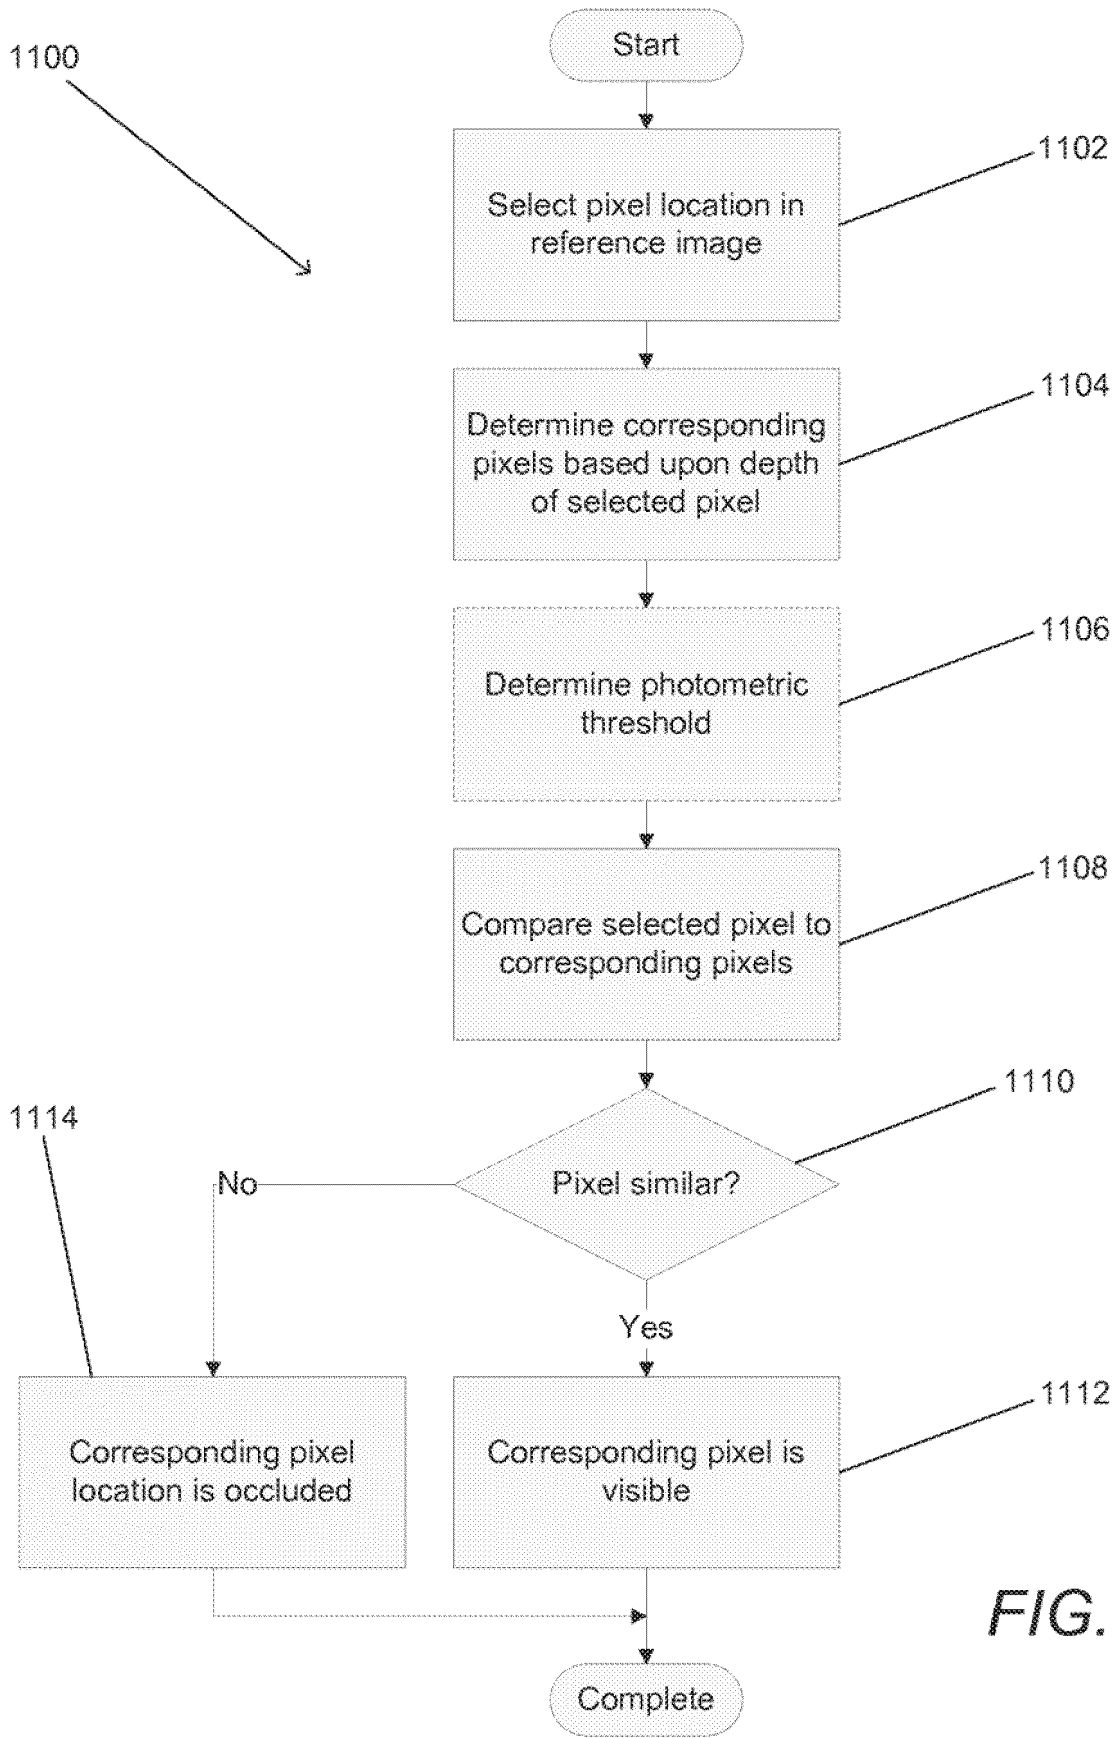 Start
1100
1102
Select pixel location in
reference image
1104
Determine corresponding
pixels based upon depth
of selected pixel
1106
Determine photometric
threshold
1108
Compare selected pixel to
corresponding pixels
1110
Pixel similar?
No
Yes
1114
1112
Corresponding pixel
location is occluded
Corresponding pixel is
visible
FIG.
Complete